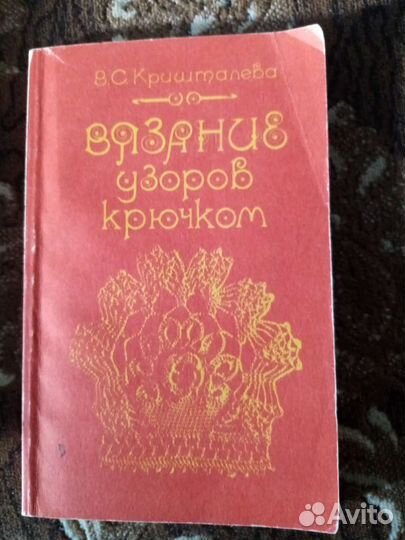 В.С. Кришталева
ВЯЗАНИЕ
узоров
крючком
Avito